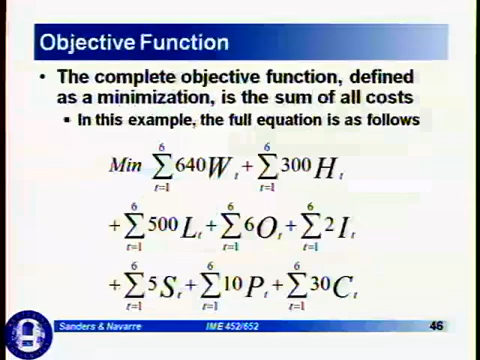 Objective Function
• The complete objective function, defined
as a minimization, is the sum of all costs
▪ In this example, the full equation is as follows
Min ∑_{t=1}^{6} 640W_t + ∑_{t=1}^{6} 300H_t
+ ∑_{t=1}^{6} 500L_t + ∑_{t=1}^{6} 6O_t + ∑_{t=1}^{6} 2I_t
+ ∑_{t=1}^{6} 5S_t + ∑_{t=1}^{6} 10P_t + ∑_{t=1}^{6} 30C_t
Sanders & Navarre IME 452/652 46